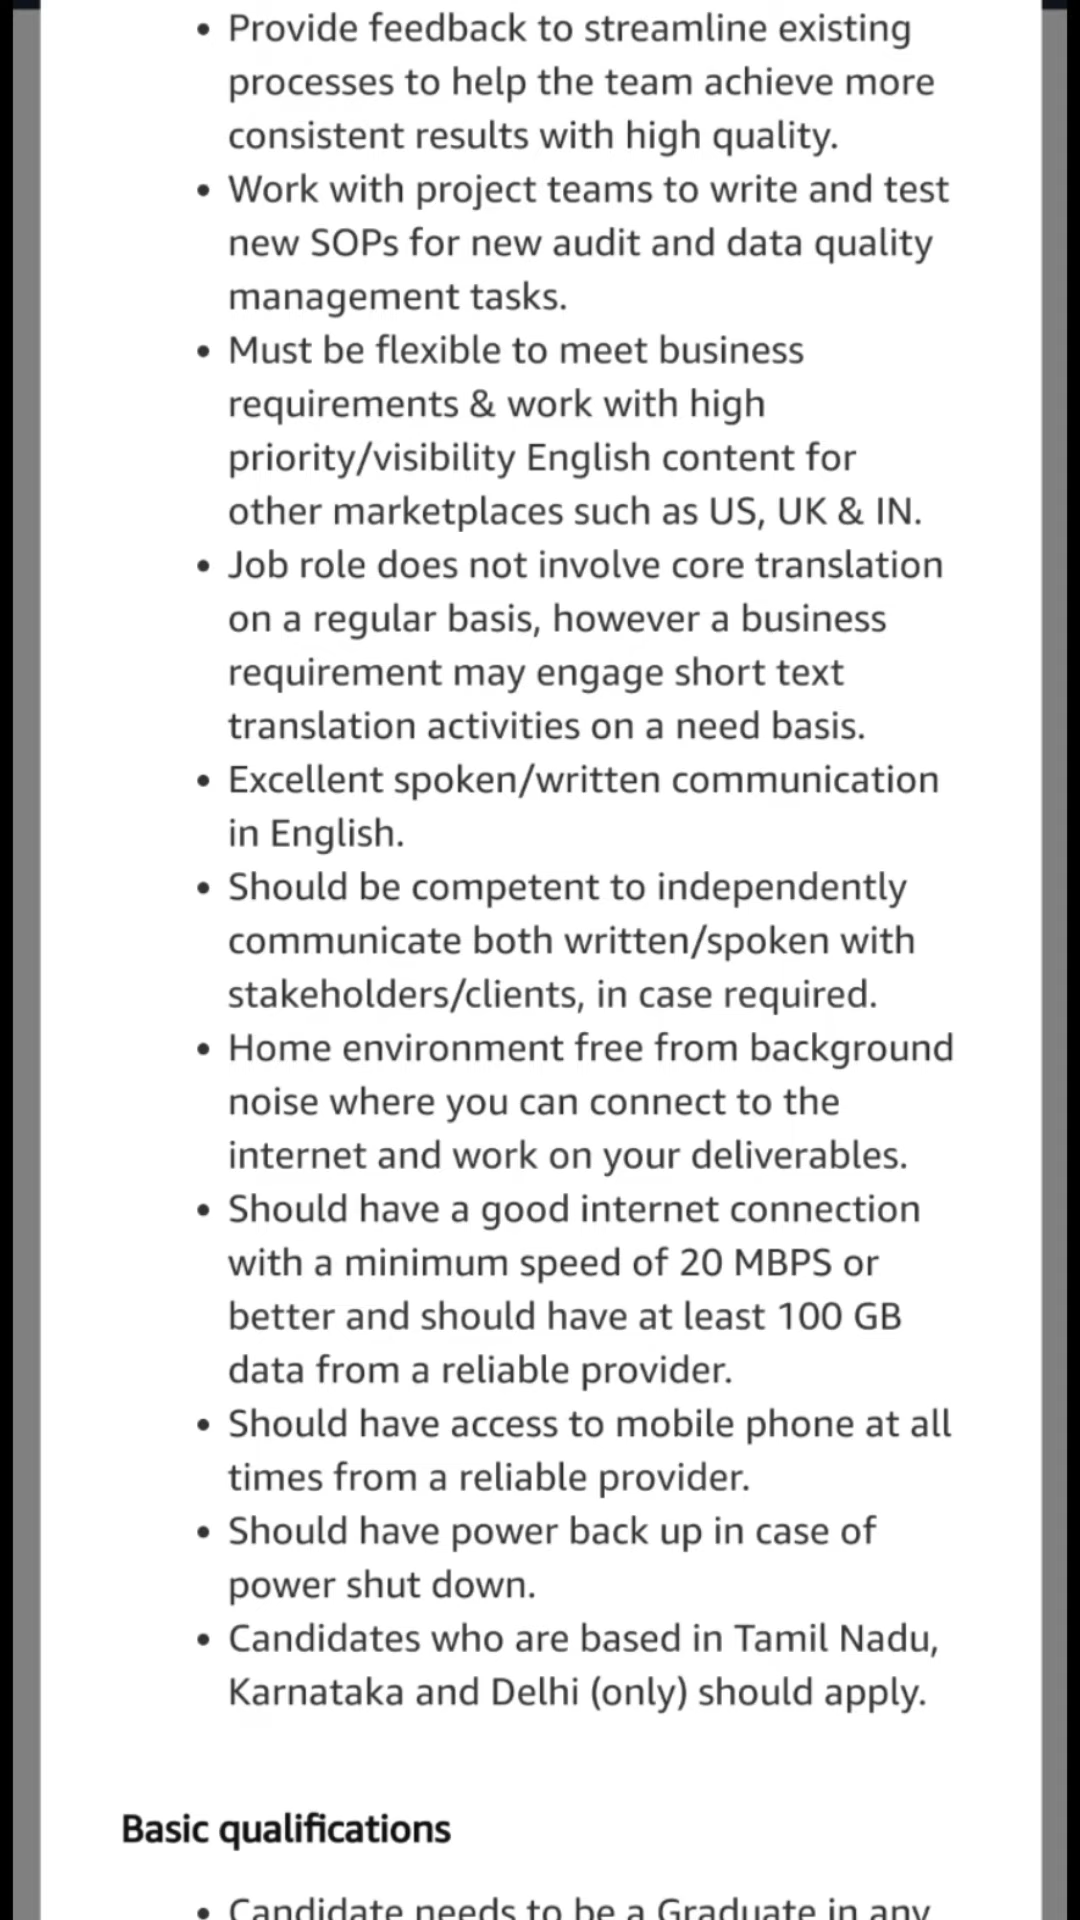 • Provide feedback to streamline existing
processes to help the team achieve more
consistent results with high quality.
• Work with project teams to write and test
new SOPs for new audit and data quality
management tasks.
• Must be flexible to meet business
requirements & work with high
priority/visibility English content for
other marketplaces such as US, UK & IN.
• Job role does not involve core translation
on a regular basis, however a business
requirement may engage short text
translation activities on a need basis.
• Excellent spoken/written communication
in English.
• Should be competent to independently
communicate both written/spoken with
stakeholders/clients, in case required.
• Home environment free from background
noise where you can connect to the
internet and work on your deliverables.
• Should have a good internet connection
with a minimum speed of 20 MBPS or
better and should have at least 100 GB
data from a reliable provider.
• Should have access to mobile phone at all
times from a reliable provider.
• Should have power back up in case of
power shut down.
• Candidates who are based in Tamil Nadu,
Karnataka and Delhi (only) should apply.
Basic qualifications
• Candidate needs to be a Graduate in any